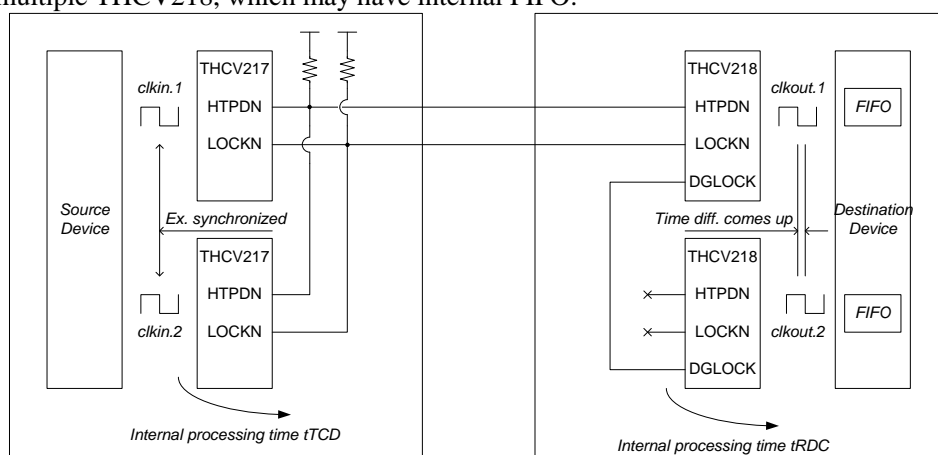 multiple THCV218, which may have internal FIFO.
THCV217
HTPDN
LOCKN
clkin.1
Source
Device
Ex. synchronized
THCV217
HTPDN
LOCKN
clkin.2
Internal processing time tTCD
THCV218
HTPDN
LOCKN
DGLOCK
clkout.1
FIFO
Time diff. comes up
Destination
Device
THCV218
HTPDN
LOCKN
DGLOCK
clkout.2
FIFO
Internal processing time tRDC